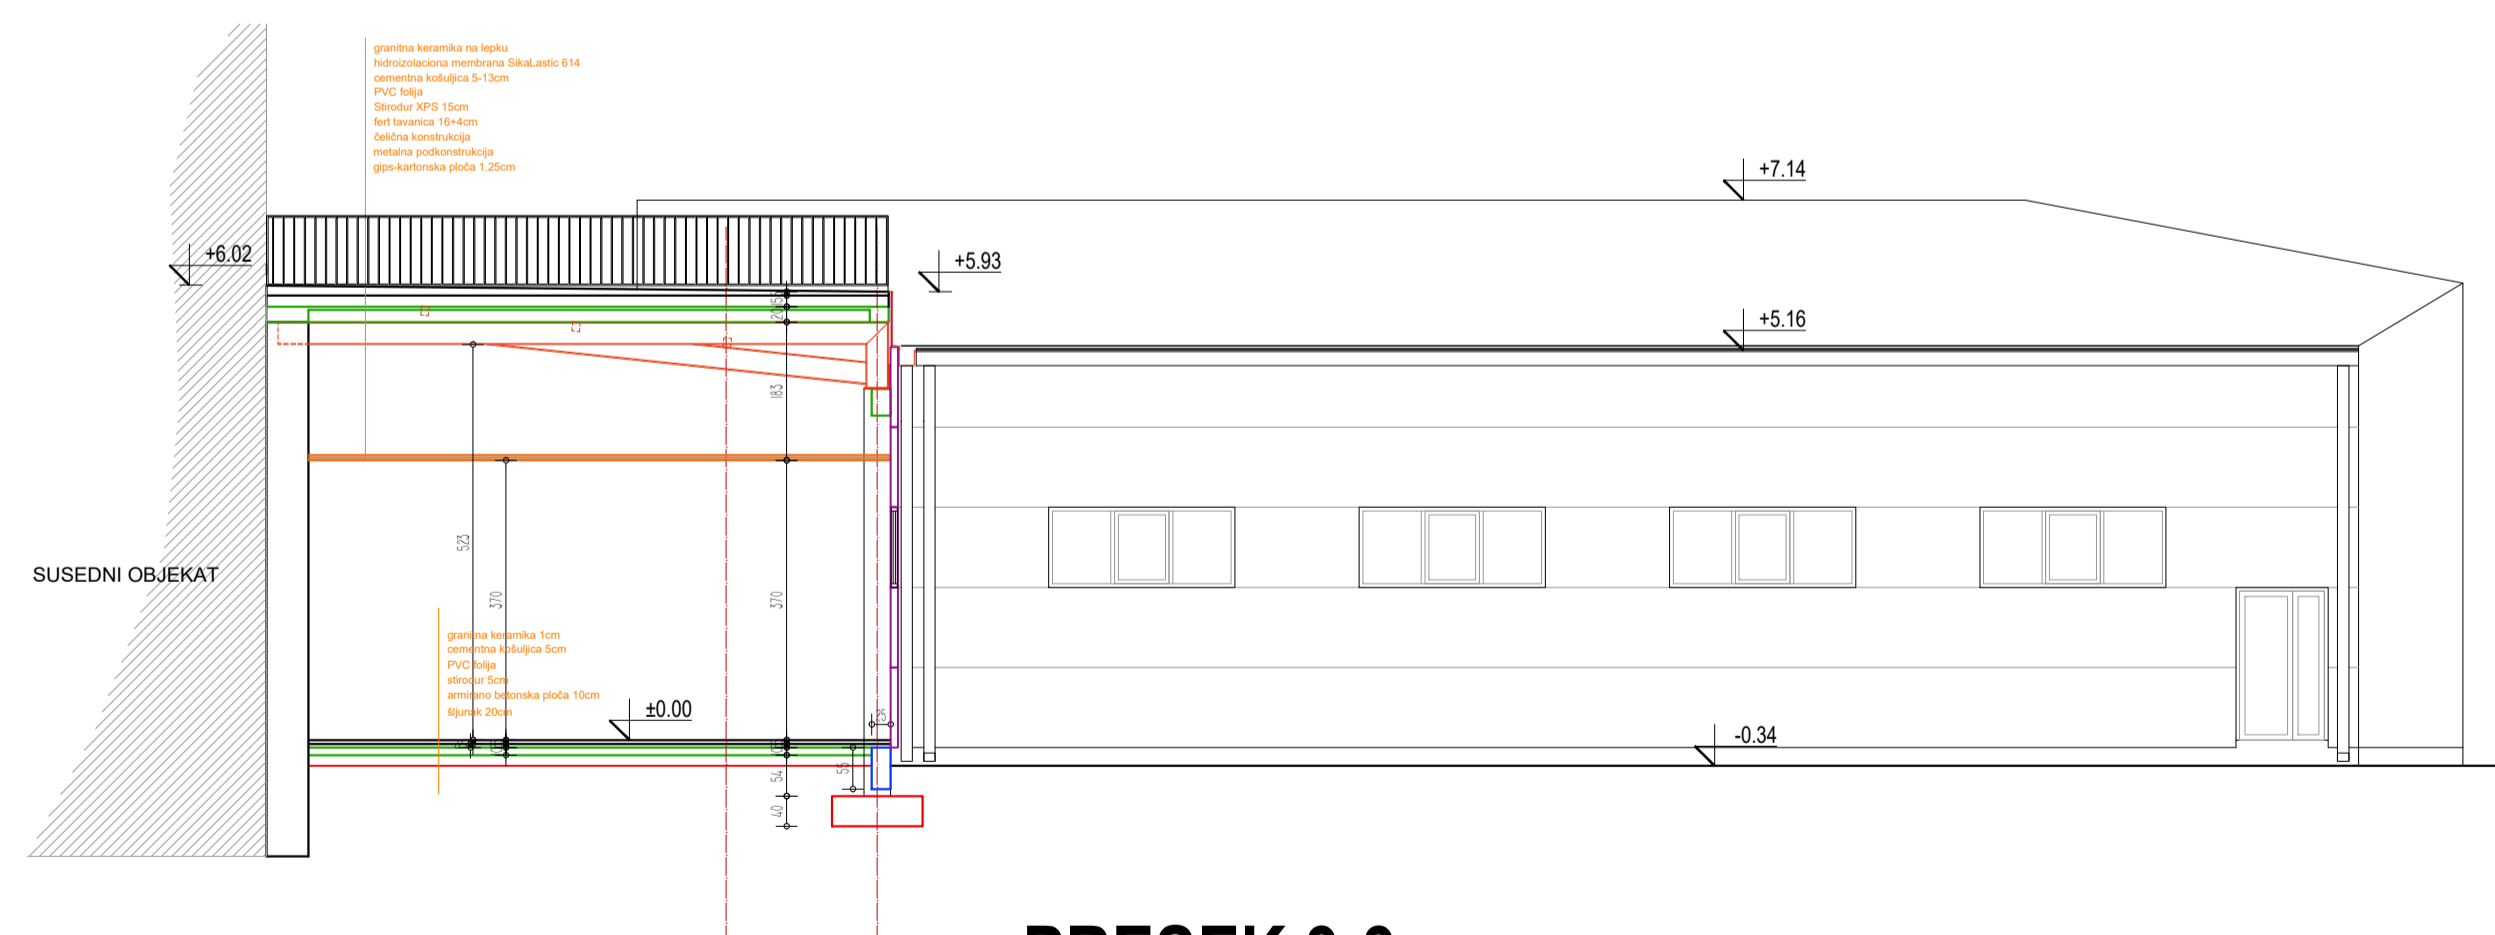 granitna keramika na lepku
hidroizolaciona membrana SikaLastic 614
cementna košuljica 5-13cm
PVC folija
Stirodur XPS 15cm
fert tavanica 16+4cm
čelična konstrukcija
metalna podkonstrukcija
gips-kartonska ploča 1.25cm
+7.14
+6.02
+5.93
+5.16
183
523
370
370
SUSEDNI OBJEKAT
granitna keramika 1cm
cementna košuljica 5cm
PVC folija
stirodur 5cm
armirano betonska ploča 10cm
šljunak 20cm
±0.00
25
-0.34
55
54
40